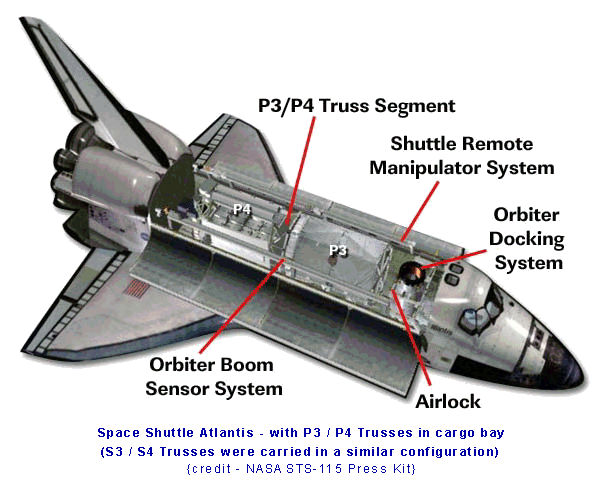 P3/P4 Truss Segment
Shuttle Remote
Manipulator System
Orbiter
Docking
System
P4
P3
Atlantis
Orbiter Boom
Sensor System
Airlock
Space Shuttle Atlantis - with P3 / P4 Trusses in cargo bay
(S3 / S4 Trusses were carried in a similar configuration)
{credit - NASA STS-115 Press Kit}